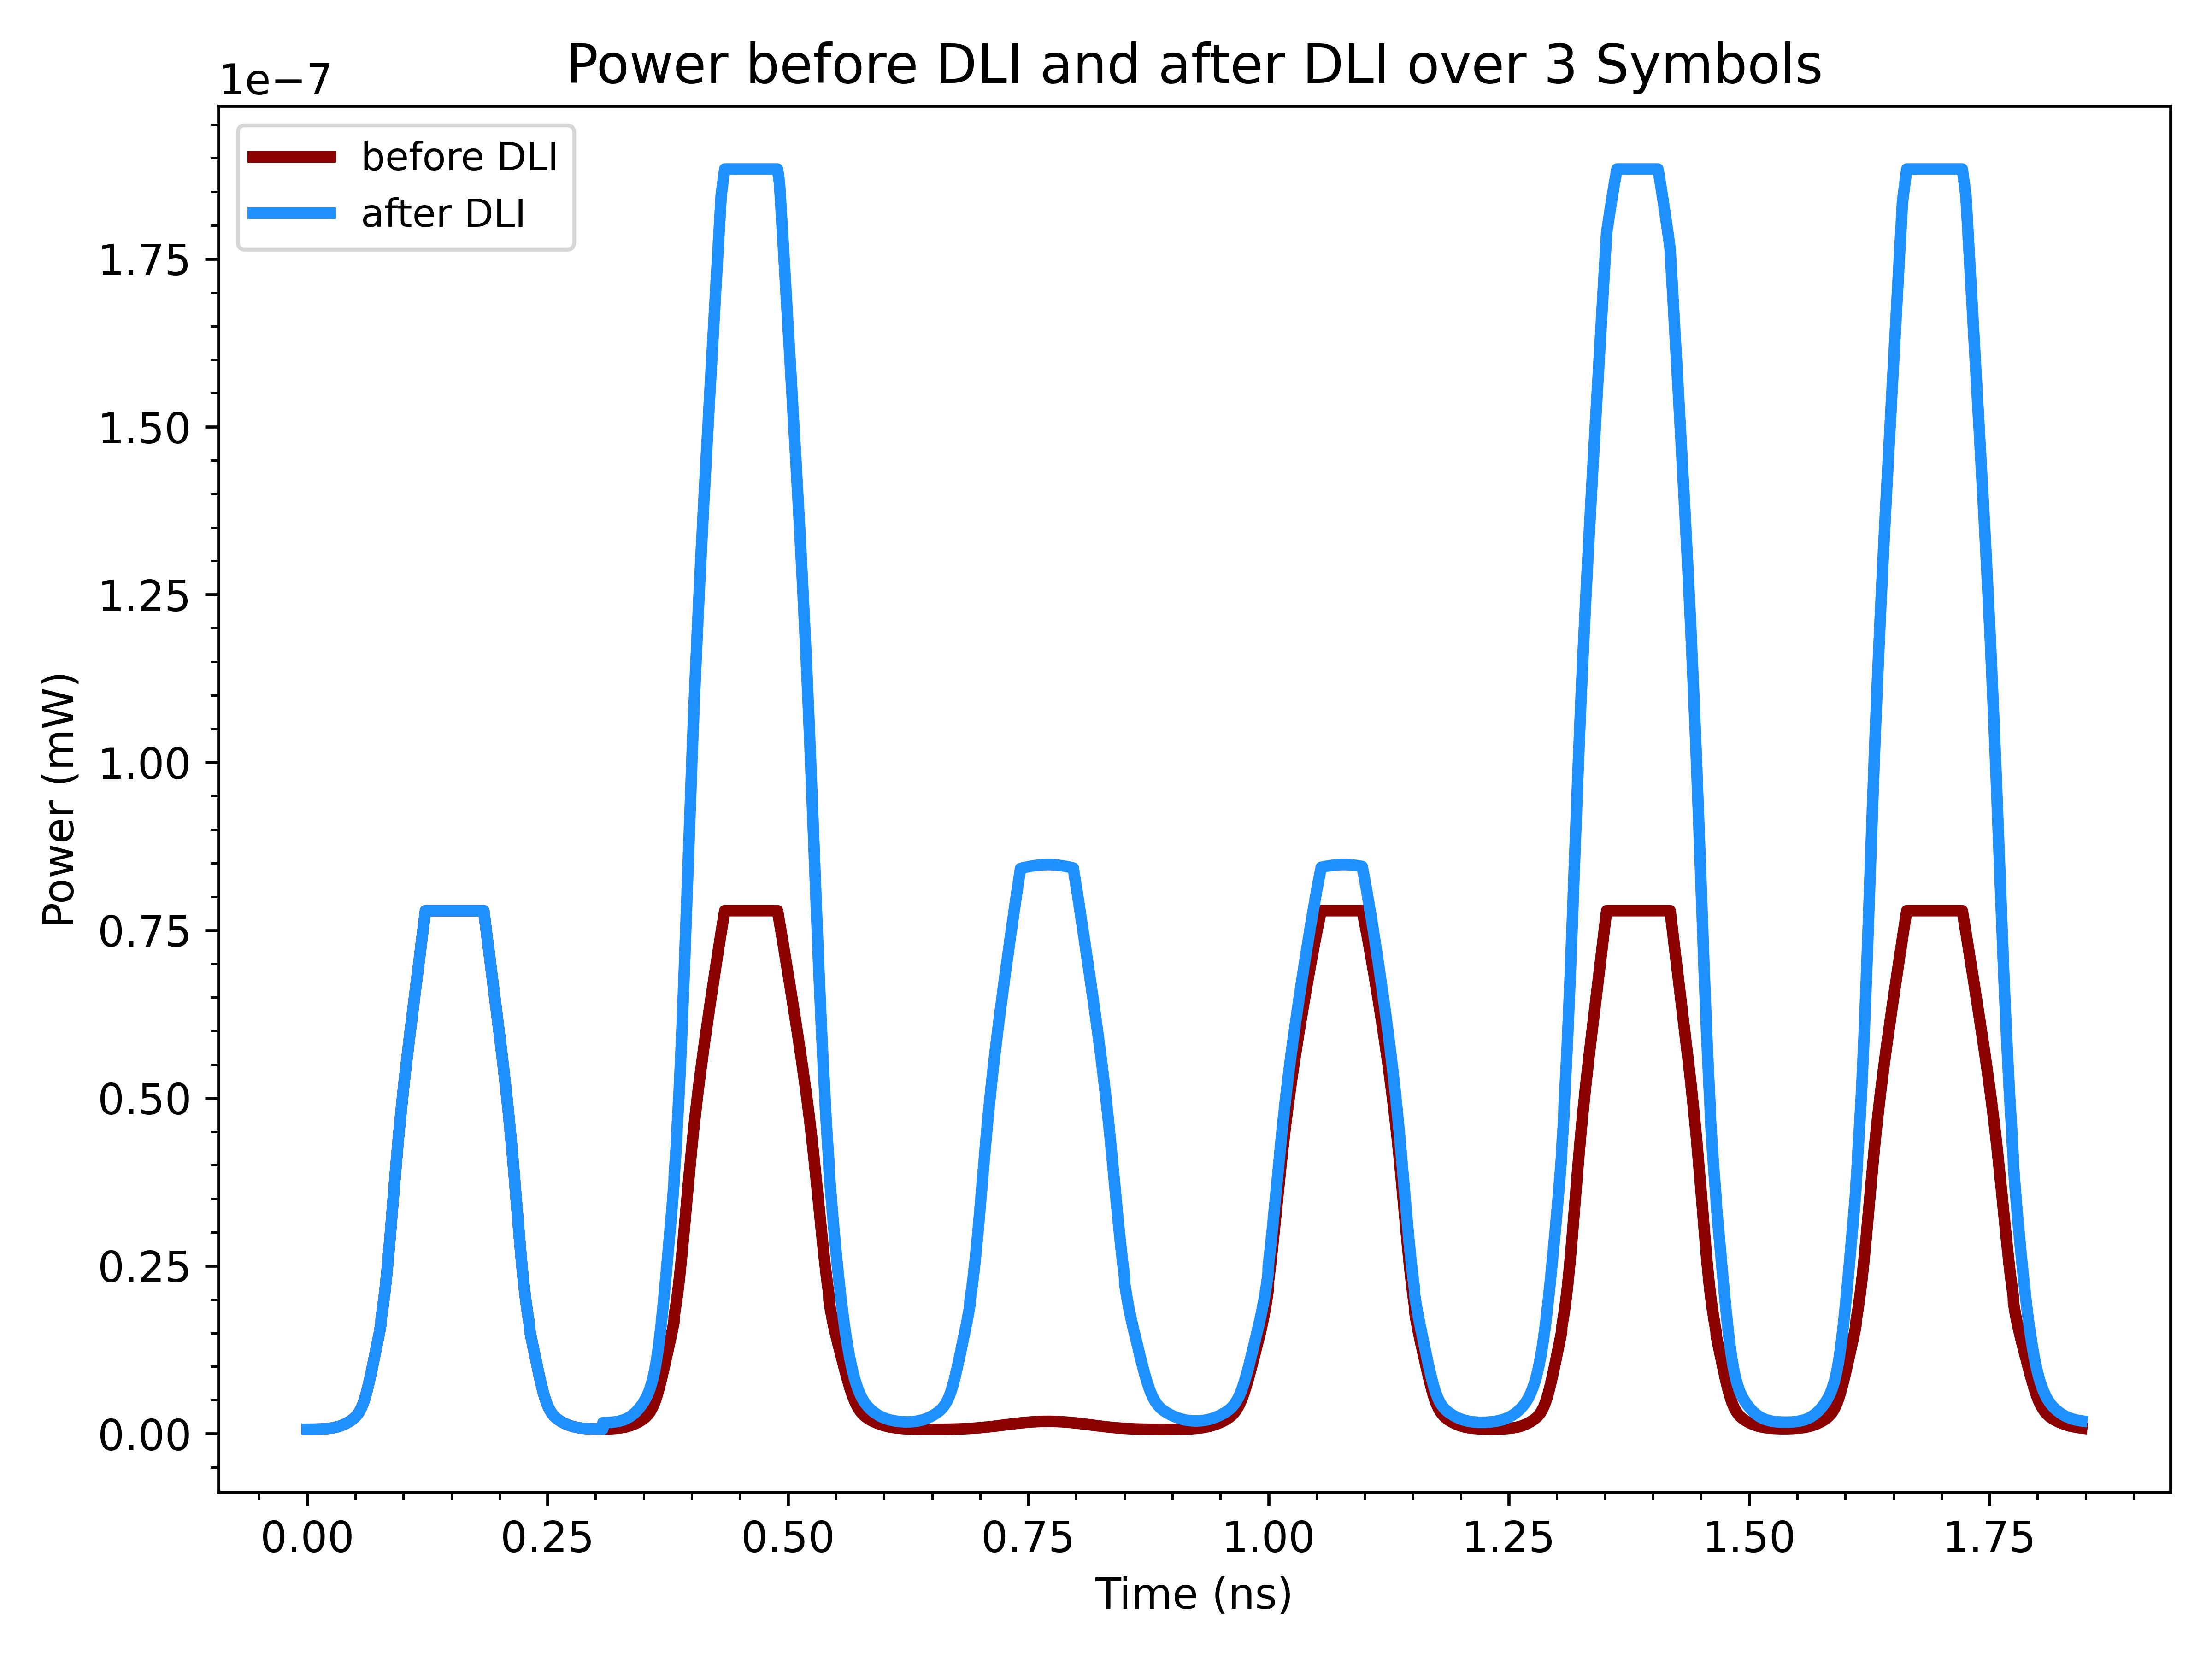 Power before DLI and after DLI over 3 Symbols
1e−7
before DLI
after DLI
1.75
1.50
1.25
1.00
0.75
0.50
0.25
0.00
Power (mW)
0.00 0.25 0.50 0.75 1.00 1.25 1.50 1.75
Time (ns)